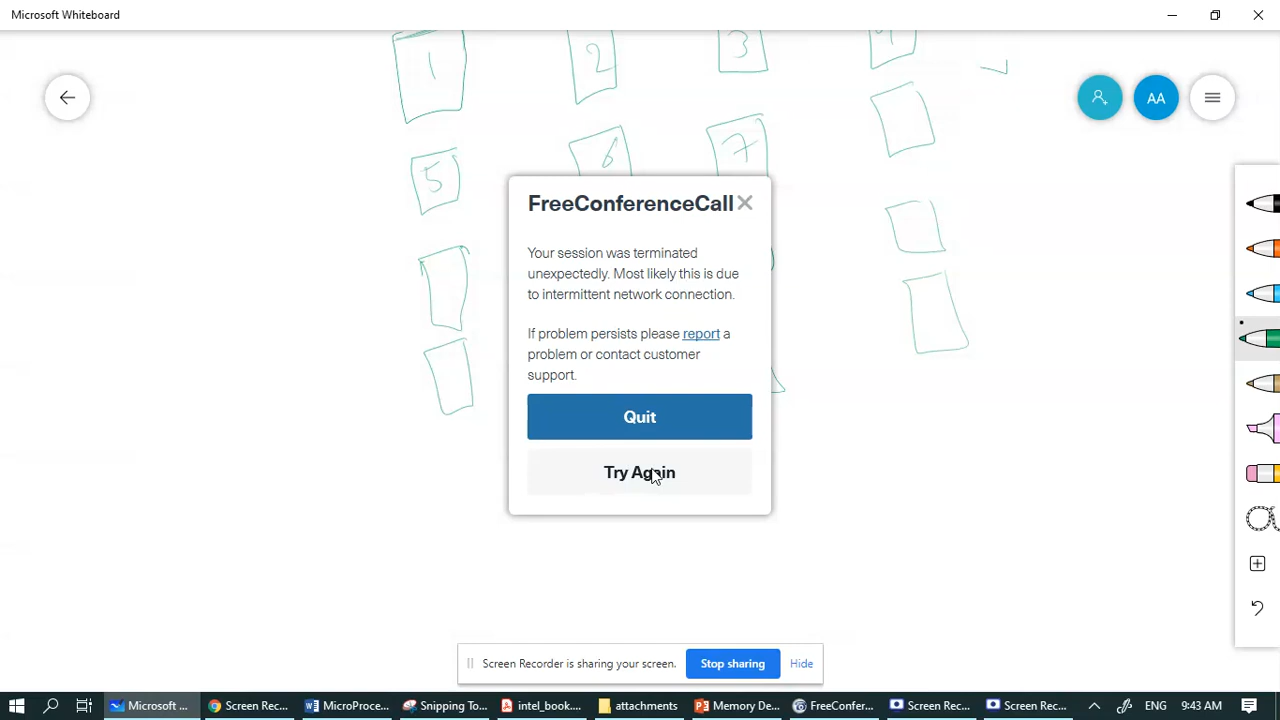 Microsoft Whiteboard
1 2 3
AA
5 6 7
FreeConferenceCall
Your session was terminated
unexpectedly. Most likely this is due
to intermittent network connection.
If problem persists please report a
problem or contact customer
support.
Quit
Try Again
Screen Recorder is sharing your screen. Stop sharing Hide
Microsoft ... Screen Rec... MicroProce... Snipping To... intel_book.... attachments Memory De... FreeConfer... Screen Rec... Screen Rec... ENG 9:43 AM